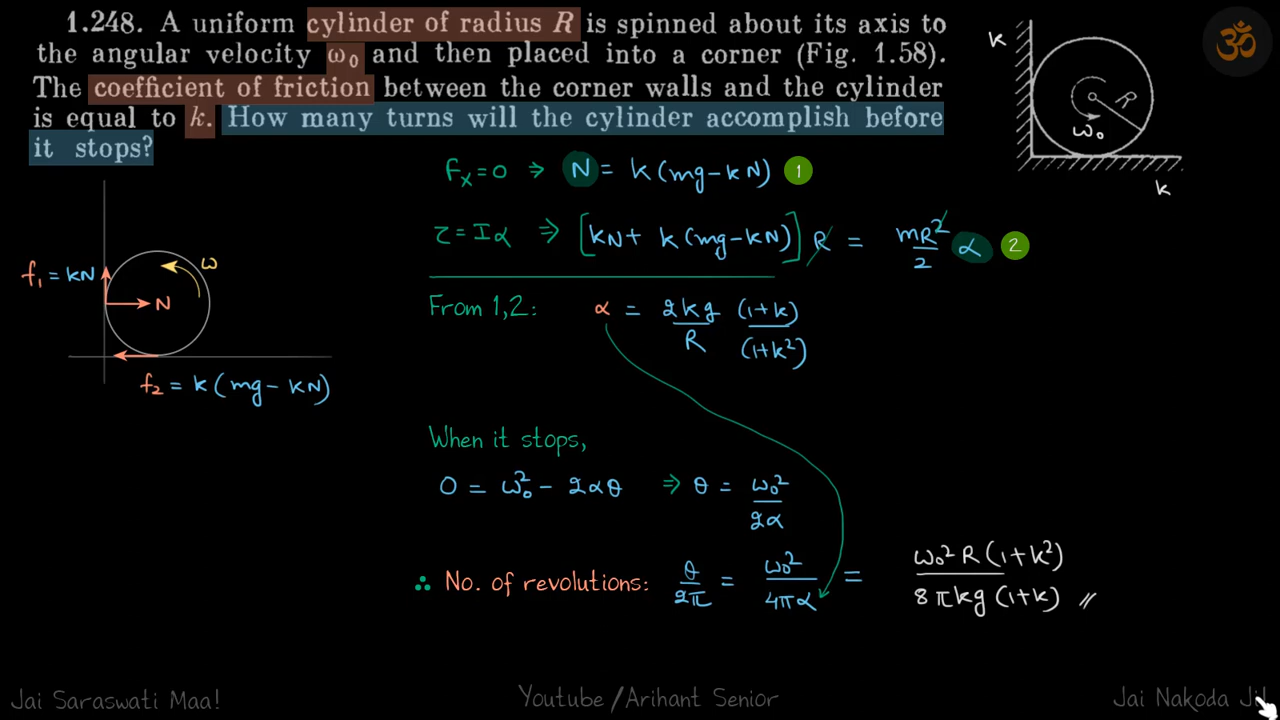 1.248. A uniform cylinder of radius R is spinned about its axis to
the angular velocity ω₀ and then placed into a corner (Fig. 1.58).
The coefficient of friction between the corner walls and the cylinder
is equal to k. How many turns will the cylinder accomplish before
it stops?
k
R
ω₀
k
ॐ
fx = 0 ⇒ N = k(mg-kN) 1
τ = Iα ⇒ [kN + k(mg-kN)] R = mR²/2 α 2
f₁ = kN
N
ω
f₂ = k(mg-kN)
From 1,2: α = 2kg/R (1+k)/(1+k²)
When it stops,
0 = ω₀² - 2αθ ⇒ θ = ω₀²/2α
∴ No. of revolutions: θ/2π = ω₀²/4πα = ω₀²R(1+k²)/8πkg(1+k) //
Jai Saraswati Maa!
Youtube/Arihant Senior
Jai Nakoda Ji!